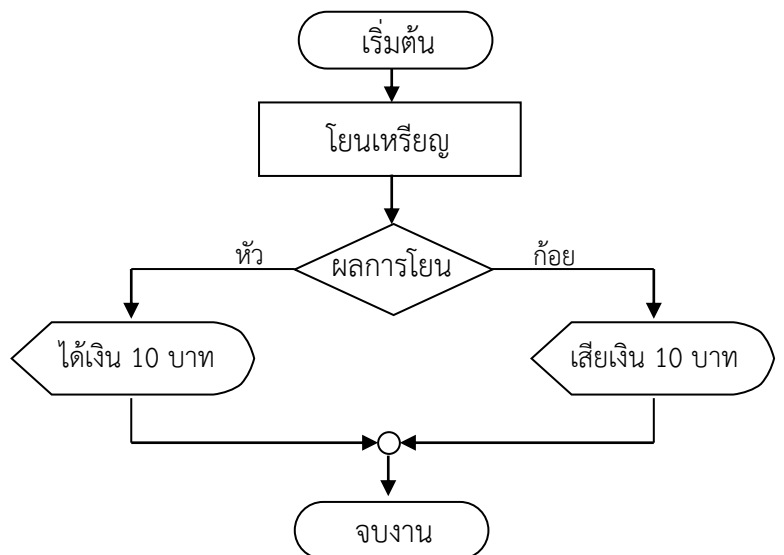 เริ่มต้น
โยนเหรียญ
ผลการโยน
หัว
ก้อย
ได้เงิน 10 บาท
เสียเงิน 10 บาท
จบงาน